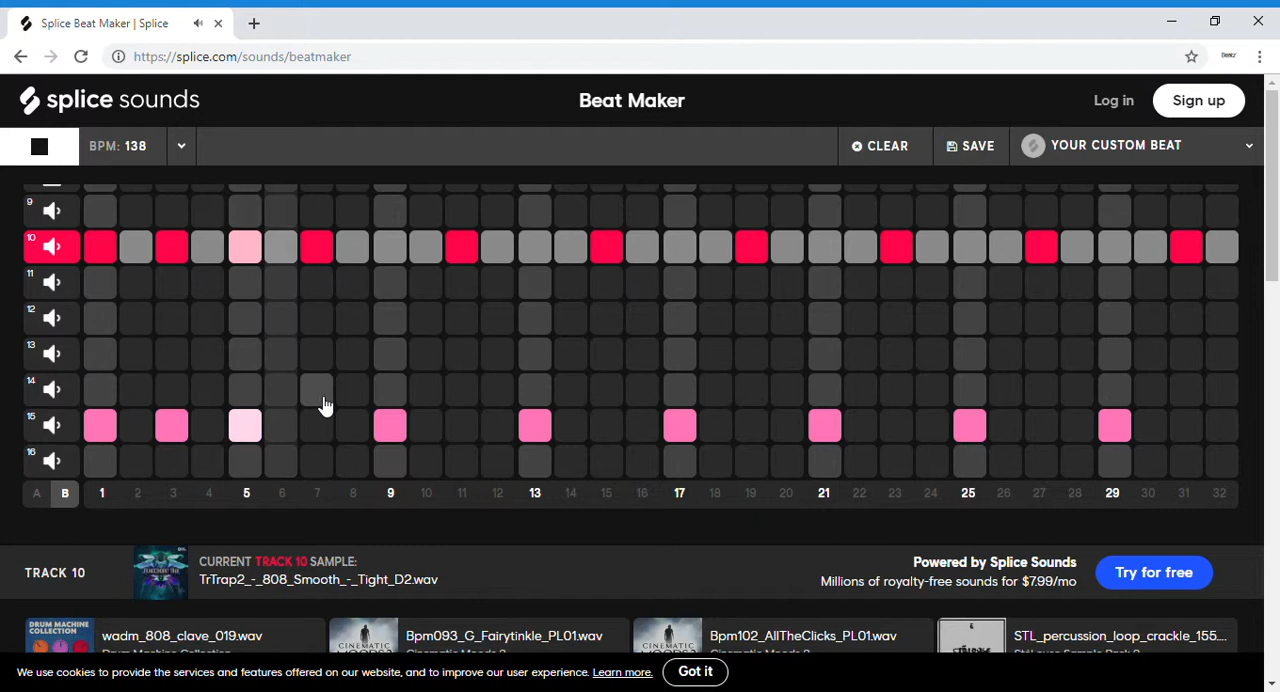 Splice Beat Maker | Splice
https://splice.com/sounds/beatmaker
splice sounds
Beat Maker
Log in
Sign up
BPM: 138
CLEAR
SAVE
YOUR CUSTOM BEAT
9
10
11
12
13
14
15
16
A B 1 2 3 4 5 6 7 8 9 10 11 12 13 14 15 16 17 18 19 20 21 22 23 24 25 26 27 28 29 30 31 32
TRACK 10
CURRENT TRACK 10 SAMPLE:
TrTrap2_-_808_Smooth_-_Tight_D2.wav
Powered by Splice Sounds
Millions of royalty-free sounds for $7.99/mo
Try for free
DRUM MACHINE
COLLECTION
wadm_808_clave_019.wav
CINEMATIC
Bpm093_G_Fairytinkle_PL01.wav
CINEMATIC
Bpm102_AllTheClicks_PL01.wav
STL_percussion_loop_crackle_155....
We use cookies to provide the services and features offered on our website, and to improve our user experience. Learn more.
Got it